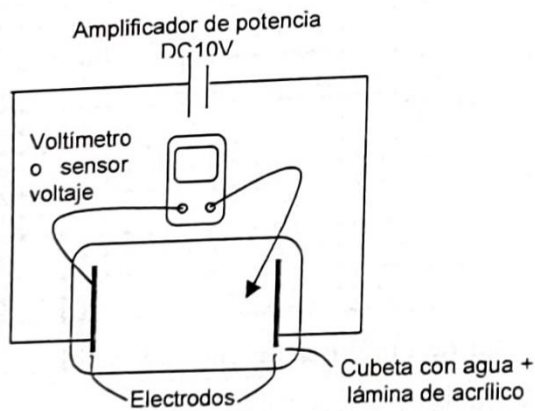 Amplificador de potencia
DC10V
Voltímetro
o sensor
voltaje
Cubeta con agua +
lámina de acrílico
Electrodos